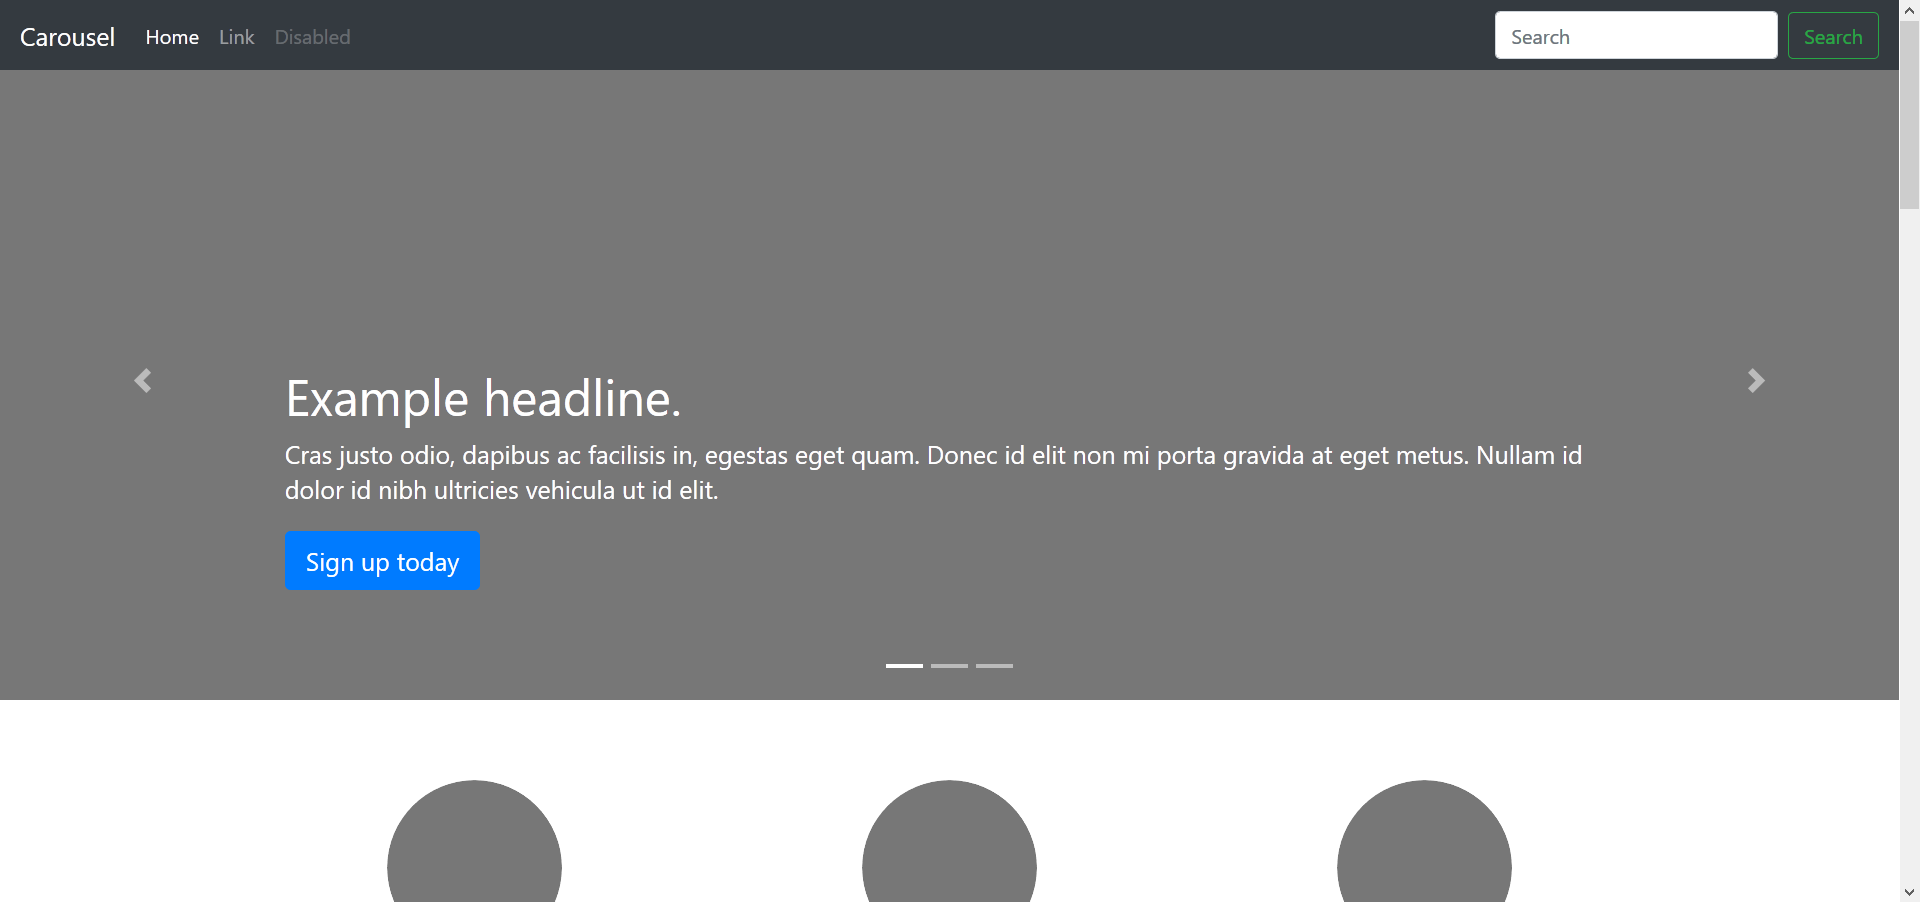 Carousel Home Link Disabled Search Search
Example headline.
Cras justo odio, dapibus ac facilisis in, egestas eget quam. Donec id elit non mi porta gravida at eget metus. Nullam id
dolor id nibh ultricies vehicula ut id elit.
Sign up today